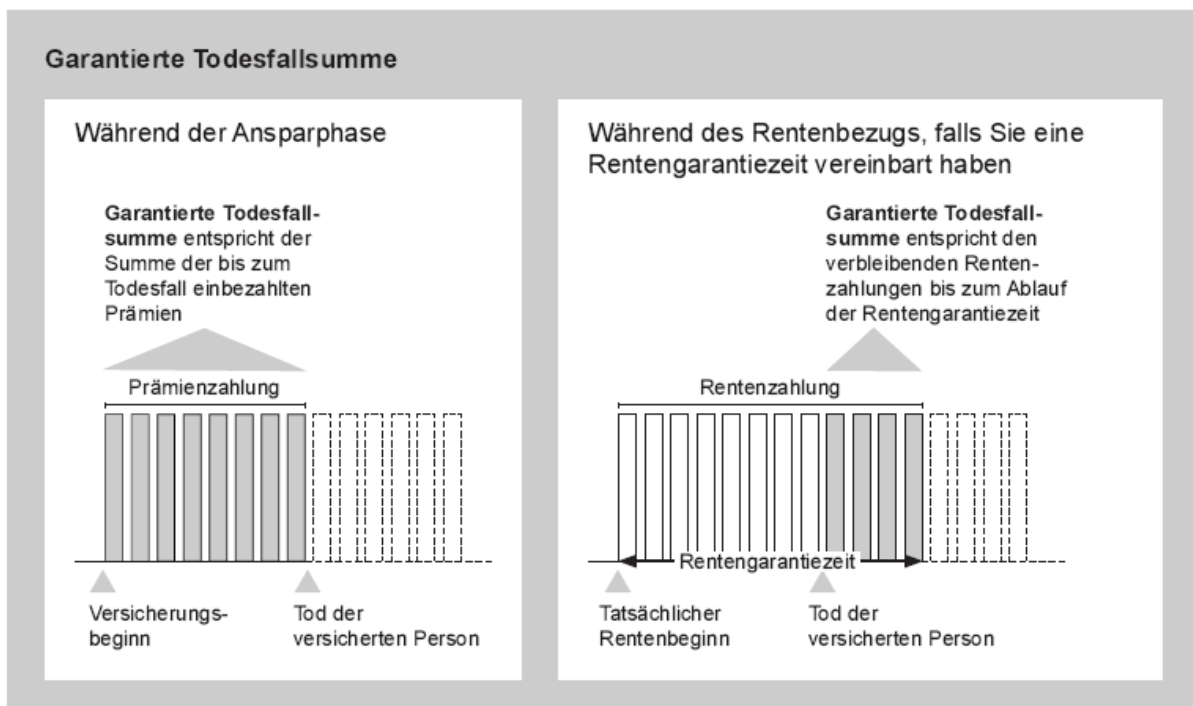 Garantierte Todesfallsumme
Während der Ansparphase
Garantierte Todesfall-
summe entspricht der
Summe der bis zum
Todesfall einbezahlten
Prämien
Prämienzahlung
Versicherungs-
beginn
Tod der
versicherten Person
Während des Rentenbezugs, falls Sie eine
Rentengarantiezeit vereinbart haben
Garantierte Todesfall-
summe entspricht den
verbleibenden Renten-
zahlungen bis zum Ablauf
der Rentengarantiezeit
Rentenzahlung
Rentengarantiezeit
Tatsächlicher
Rentenbeginn
Tod der
versicherten Person